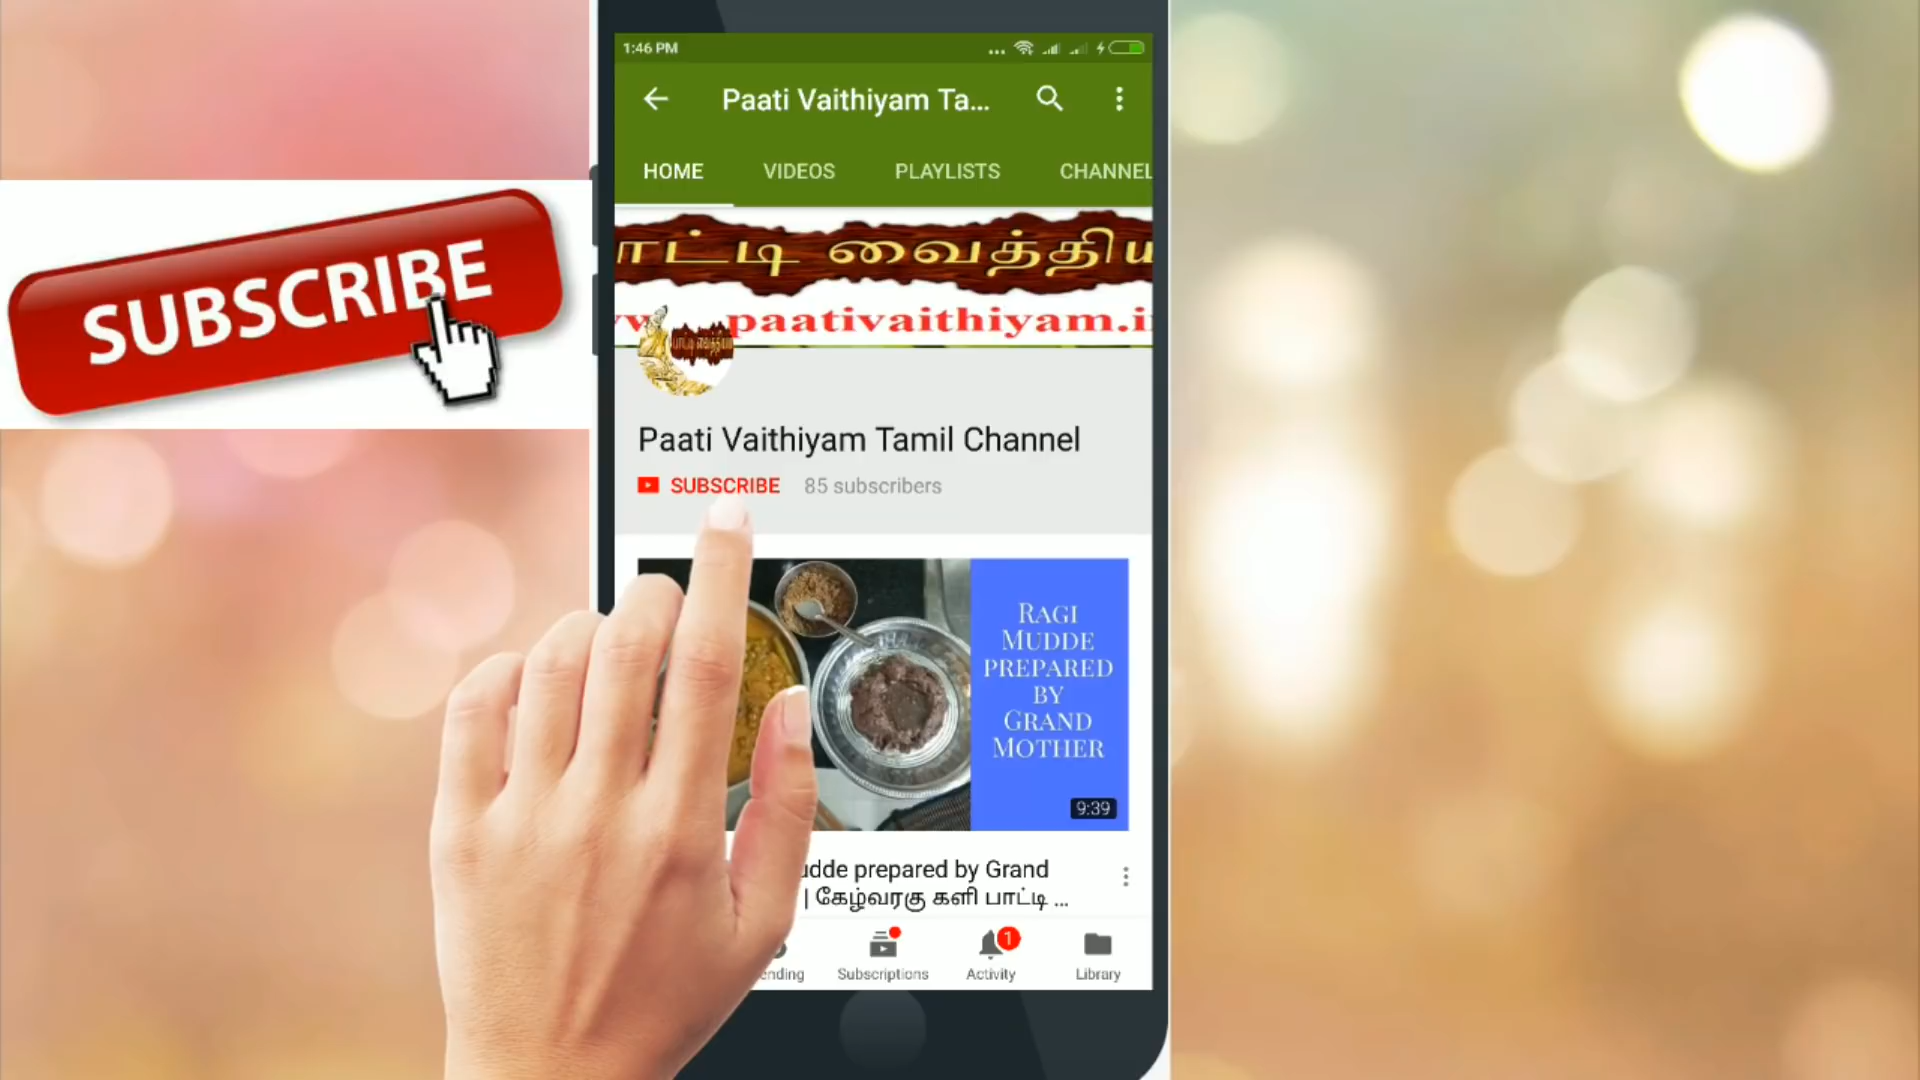 SUBSCRIBE
1:46 PM
Paati Vaithiyam Ta...
HOME VIDEOS PLAYLISTS CHANNEL
ாட்டி வைத்திய
paativaithiyam.i
பாட்டி வைத்திய
Paati Vaithiyam Tamil Channel
SUBSCRIBE 85 subscribers
RAGI
MUDDE
PREPARED
BY
GRAND
MOTHER
9:39
udde prepared by Grand
| கேழ்வரகு களி பாட்டி ...
ending Subscriptions Activity 1 Library